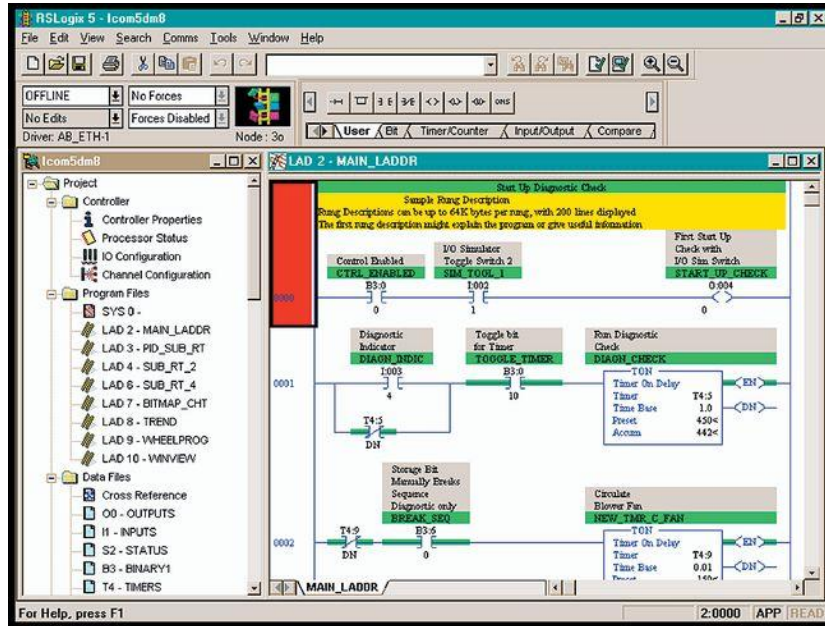 RSLogix 5 - Icom5dm8
File Edit View Search Comms Tools Window Help
OFFLINE No Forces
No Edits Forces Disabled
Driver: AB_ETH-1 Node : 3o
User Bit Timer/Counter Input/Output Compare
Icom5dm8
Project
Controller
Controller Properties
Processor Status
IO Configuration
Channel Configuration
Program Files
SYS 0 -
LAD 2 - MAIN_LADDR
LAD 3 - PID_SUB_RT
LAD 4 - SUB_RT_2
LAD 6 - SUB_RT_4
LAD 7 - BITMAP_CHT
LAD 8 - TREND
LAD 9 - WHEELPROG
LAD 10 - WINVIEW
Data Files
Cross Reference
O0 - OUTPUTS
I1 - INPUTS
S2 - STATUS
B3 - BINARY1
T4 - TIMERS
LAD 2 - MAIN_LADDR
Start Up Diagnostic Check
Sample Rung Description
Rung Descriptions can be up to 64K bytes per rung, with 200 lines displayed
The first rung description might explain the program or give useful information
First Start Up
I/O Simulator Check with
Control Enabled Toggle Switch 2 I/O Sim Switch
CTRL_ENABLED SIM_TOOL_1 START_UP_CHECK
B3:0 I:002 O:004
0000
0 1 0
Diagnostic Toggle bit Run Diagnostic
Indicator for Timer Check
DIAGN_INDIC TOGGLE_TIMER DIAGN_CHECK
I:003 B3:0 TON
0001 Timer On Delay EN
4 10 Timer T4:5
Time Base 1.0 DN
T4:5 Preset 450<
Accum 442<
DN
Storage Bit
Manually Breaks
Sequence Circulate
Diagnostic only Blower Fan
BREAK_SEQ NEW_TMR_C_FAN
T4:9 B3:6 TON
0002 Timer On Delay EN
DN 0 Timer T4:9
Time Base 0.01 DN
Preset 150<
MAIN_LADDR
For Help, press F1 2:0000 APP READ